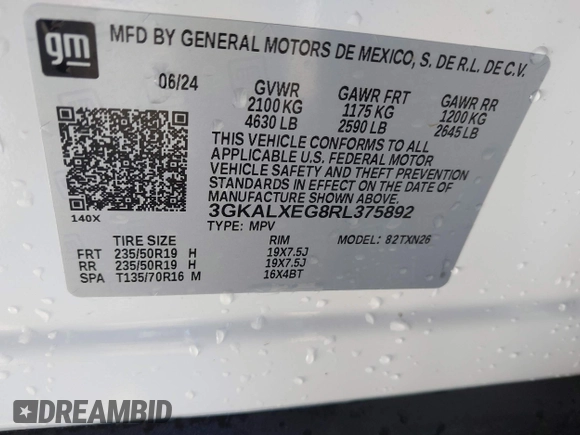 gm
MFD BY GENERAL MOTORS DE MEXICO, S. DE R.L. DE C.V.
06/24 GVWR GAWR FRT GAWR RR
2100 KG 1175 KG 1200 KG
4630 LB 2590 LB 2645 LB
THIS VEHICLE CONFORMS TO ALL
APPLICABLE U.S. FEDERAL MOTOR
VEHICLE SAFETY AND THEFT PREVENTION
STANDARDS IN EFFECT ON THE DATE OF
MANUFACTURE SHOWN ABOVE.
3GKALXEG8RL375892
140X
TYPE: MPV MODEL: 82TXN26
TIRE SIZE RIM
FRT 235/50R19 H 19X7.5J
RR 235/50R19 H 19X7.5J
SPA T135/70R16 M 16X4BT
DREAMBID